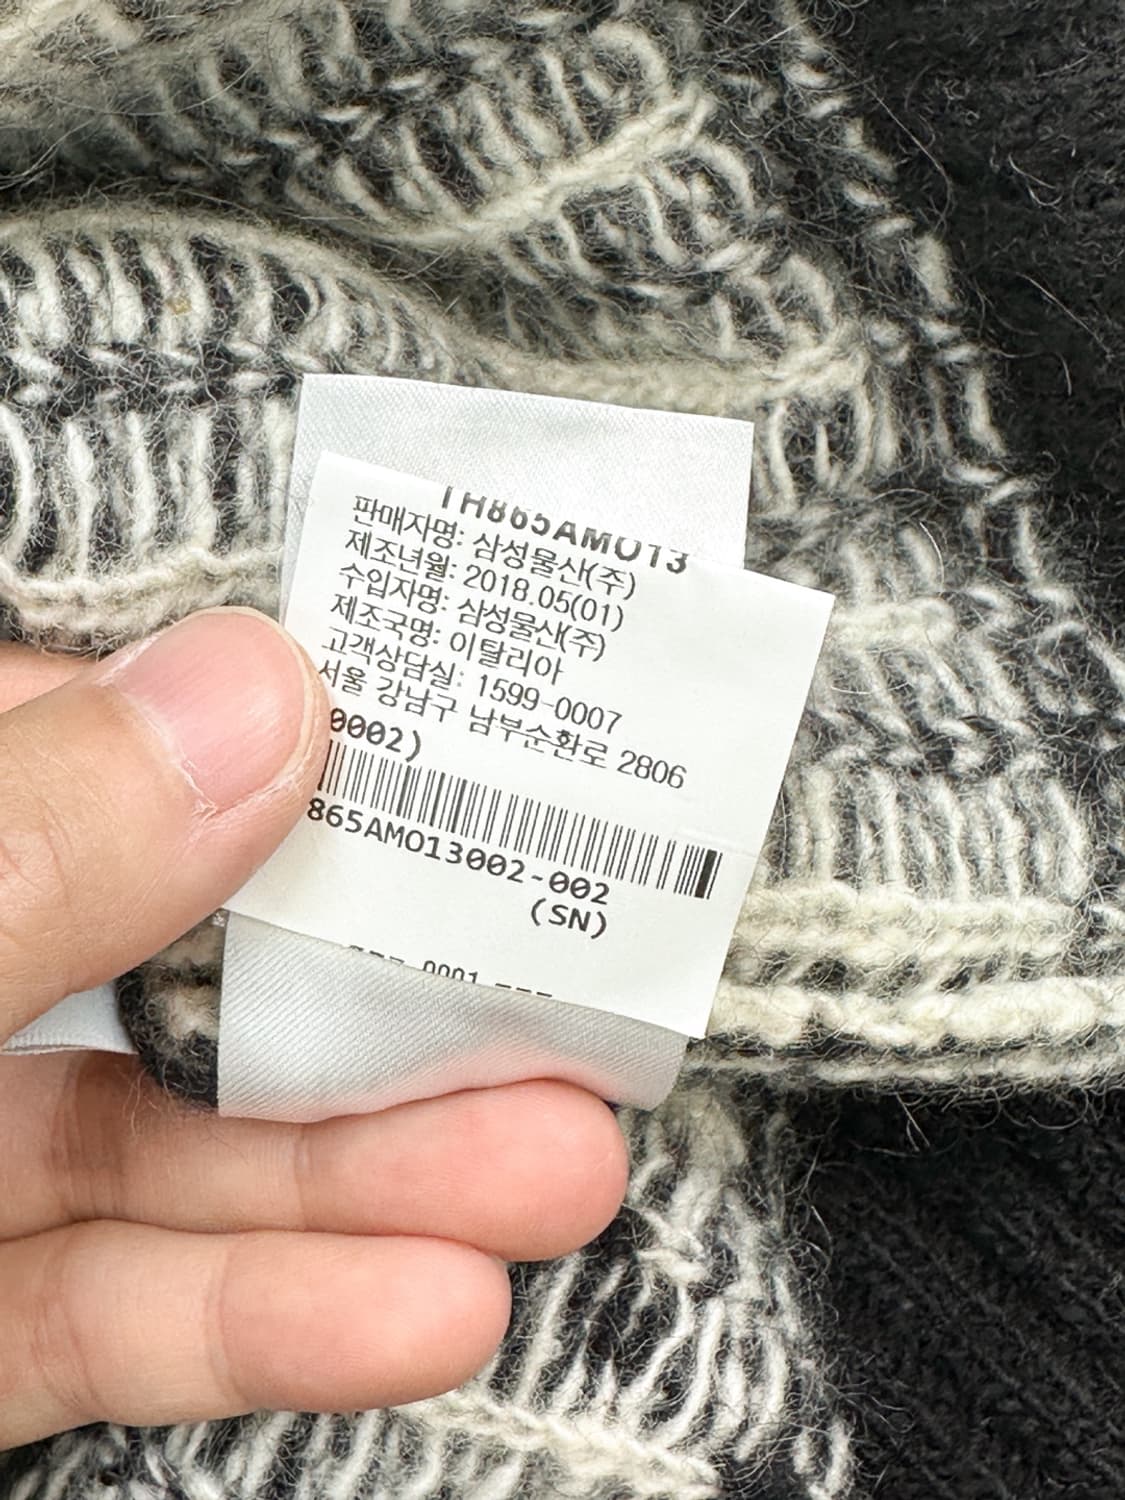 TH865AMO13
판매자명: 삼성물산(주)
제조년월: 2018.05(01)
수입자명: 삼성물산(주)
제조국명: 이탈리아
고객상담실: 1599-0007
서울 강남구 남부순환로 2806
0002)
865AMO13002-002
(SN)
0001